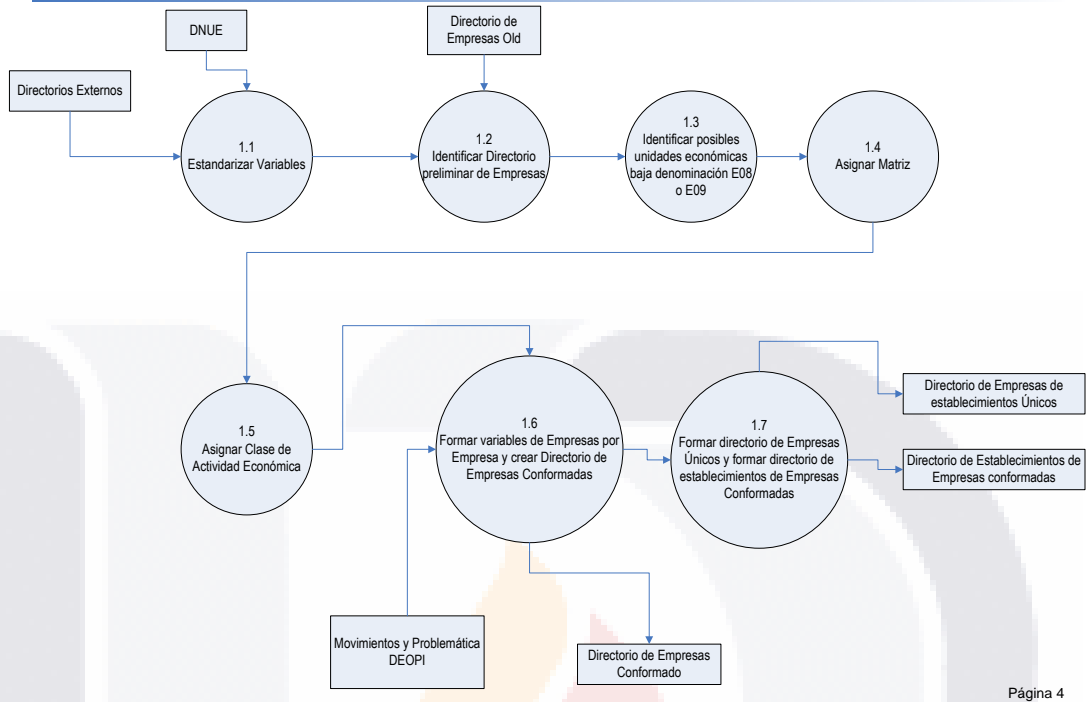 DNUE
Directorio de
Empresas Old
Directorios Externos
1.1
Estandarizar Variables
1.2
Identificar Directorio
preliminar de Empresas
1.3
Identificar posibles
unidades económicas
baja denominación E08
o E09
1.4
Asignar Matriz
1.5
Asignar Clase de
Actividad Económica
1.6
Formar variables de Empresas por
Empresa y crear Directorio de
Empresas Conformadas
1.7
Formar directorio de Empresas
Únicos y formar directorio de
establecimientos de Empresas
Conformadas
Directorio de Empresas de
establecimientos Únicos
Directorio de Establecimientos de
Empresas conformadas
Movimientos y Problemática
DEOPI
Directorio de Empresas
Conformado
Página 4